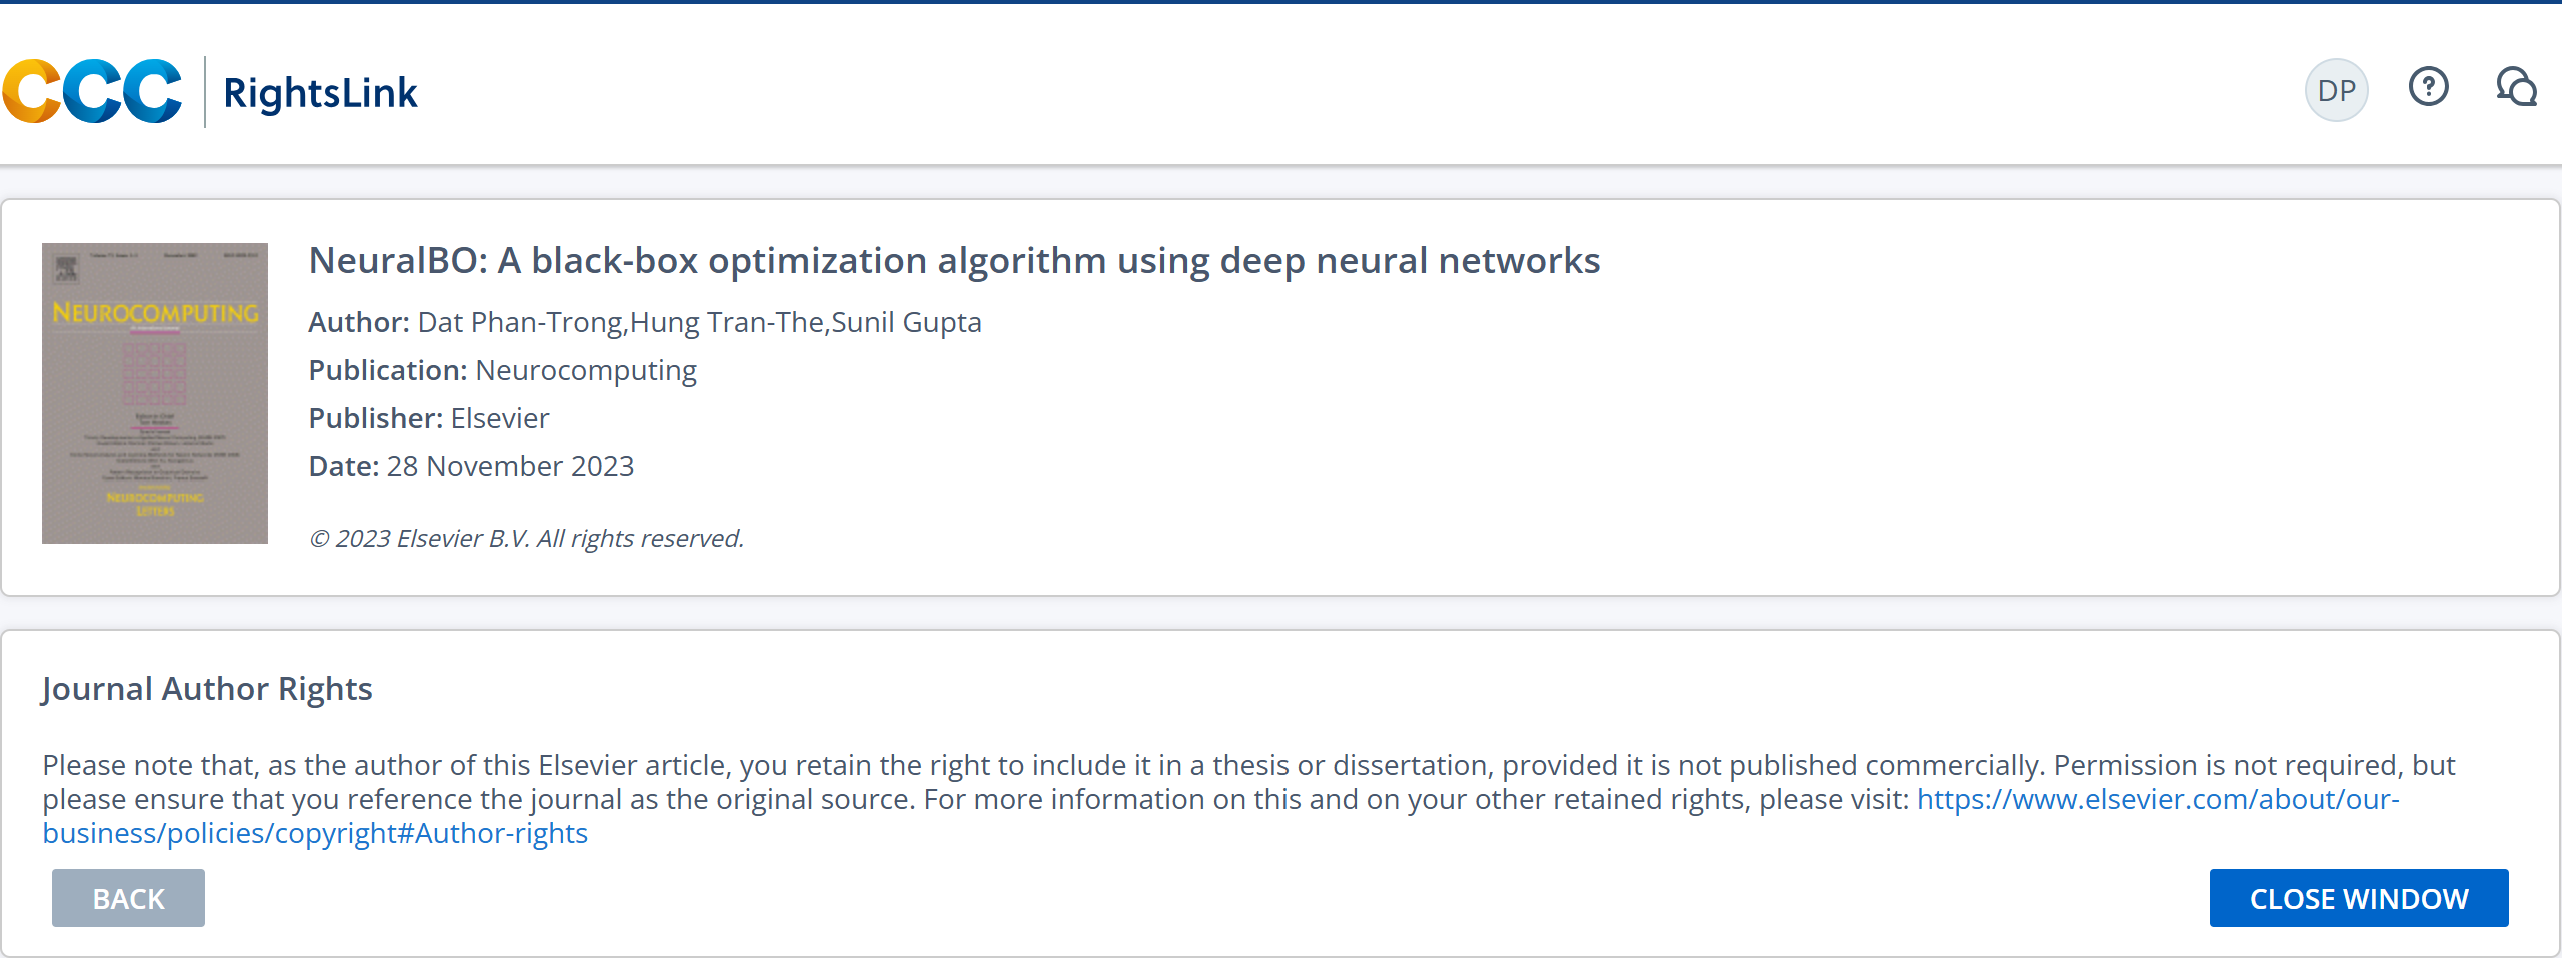 CCC RightsLink
DP
NEUROCOMPUTING
NEUROCOMPUTING
LETTERS
NeuralBO: A black-box optimization algorithm using deep neural networks
Author: Dat Phan-Trong,Hung Tran-The,Sunil Gupta
Publication: Neurocomputing
Publisher: Elsevier
Date: 28 November 2023
© 2023 Elsevier B.V. All rights reserved.
Journal Author Rights
Please note that, as the author of this Elsevier article, you retain the right to include it in a thesis or dissertation, provided it is not published commercially. Permission is not required, but
please ensure that you reference the journal as the original source. For more information on this and on your other retained rights, please visit: https://www.elsevier.com/about/our-
business/policies/copyright#Author-rights
BACK
CLOSE WINDOW